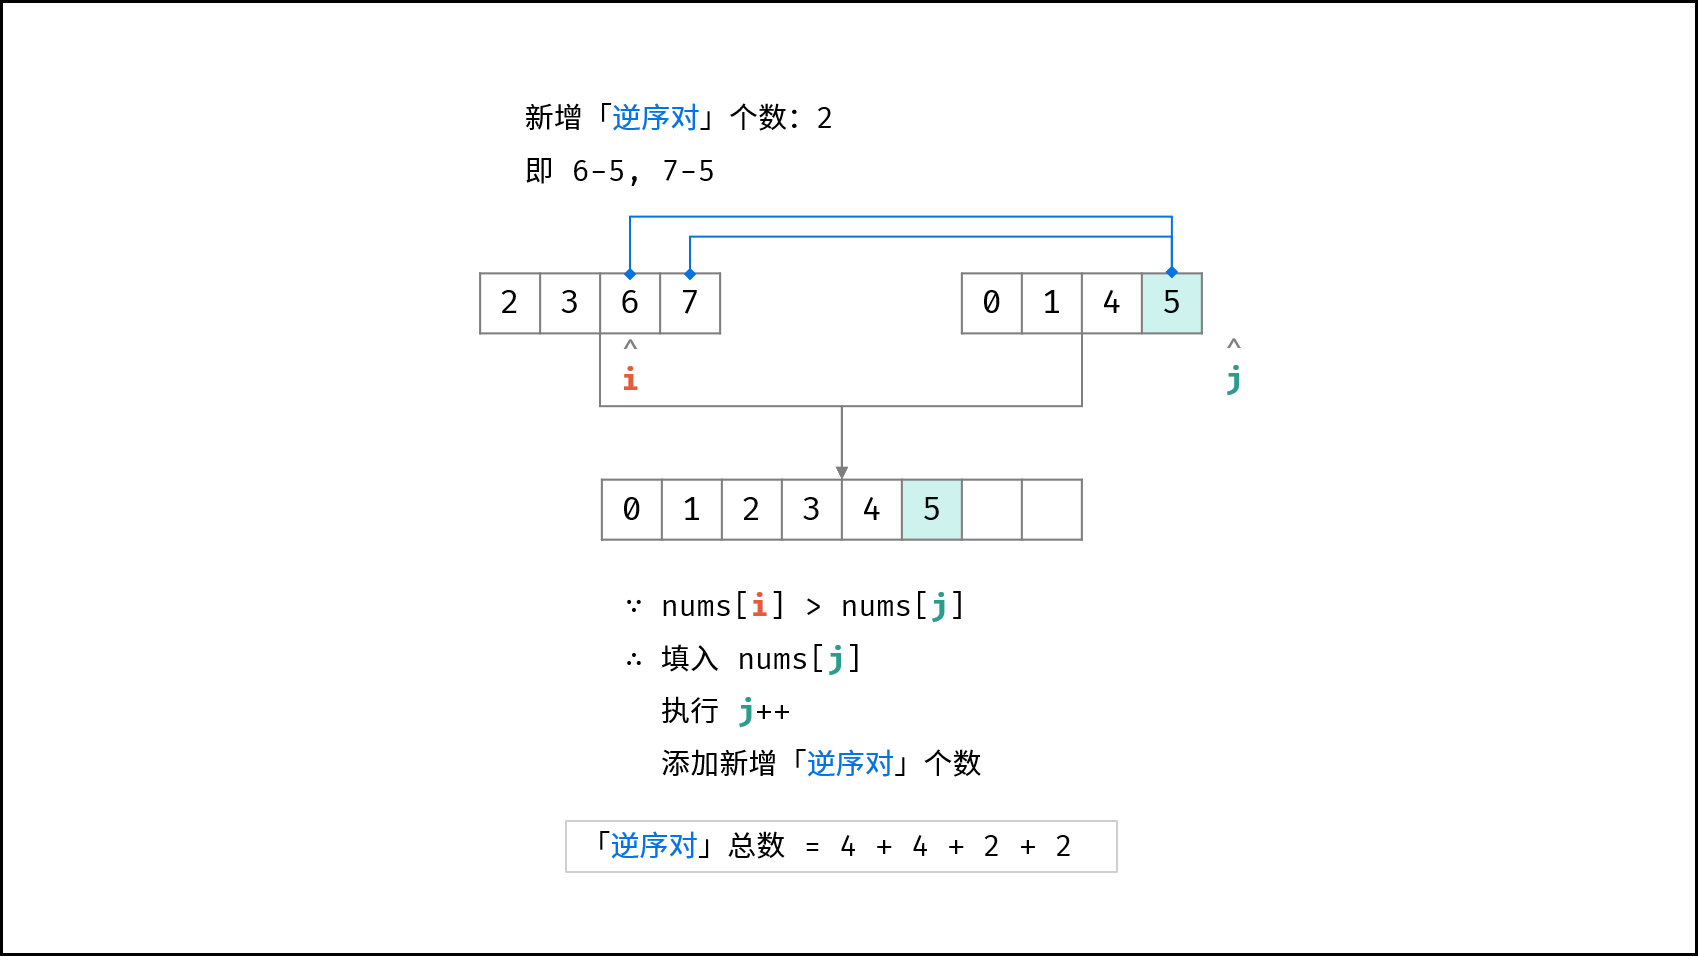 新增「逆序对」个数：2
即 6-5, 7-5
2 3 6 7 0 1 4 5
^ ^
i j
0 1 2 3 4 5
∵ nums[i] > nums[j]
∴ 填入 nums[j]
执行 j++
添加新增「逆序对」个数
「逆序对」总数 = 4 + 4 + 2 + 2